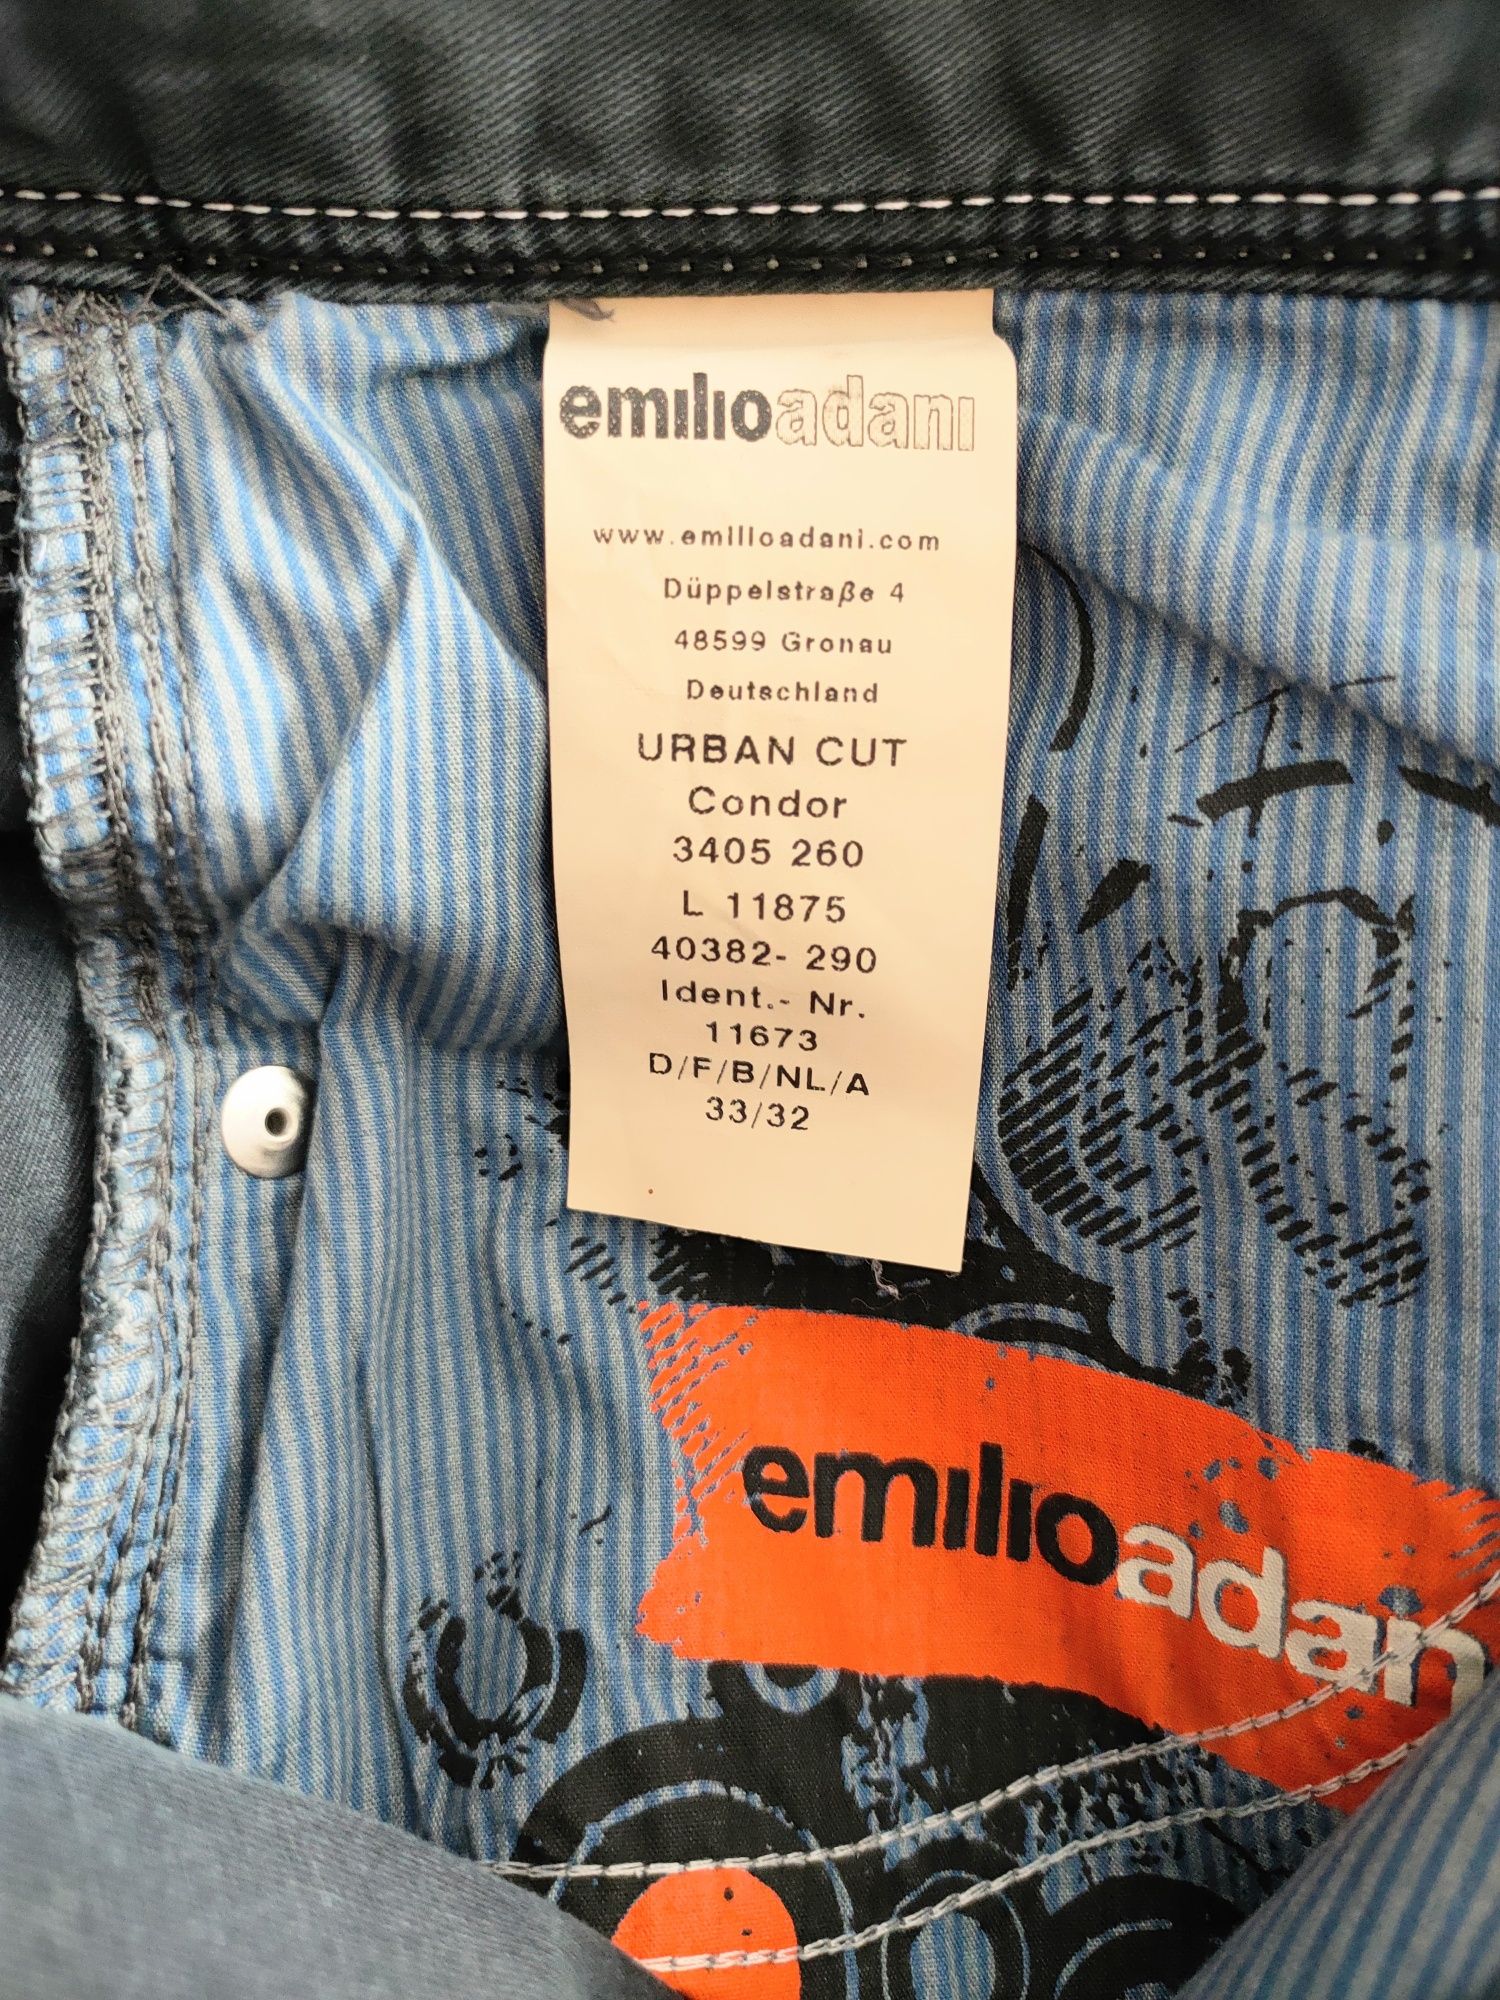 emilioadani
www.emilioadani.com
Düppelstraße 4
48599 Gronau
Deutschland
URBAN CUT
Condor
3405 260
L 11875
40382- 290
Ident.- Nr.
11673
D/F/B/NL/A
33/32
emilioadan